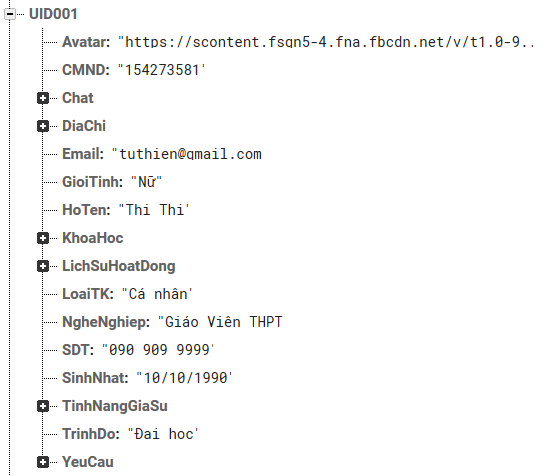 UID001
Avatar: "https://scontent.fsgn5-4.fna.fbcdn.net/v/t1.0-9..
CMND: "154273581'
Chat
DiaChi
Email: "tuthien@gmail.com
GioiTinh: "Nữ"
HoTen: "Thi Thi'
KhoaHoc
LichSuHoatDong
LoaiTK: "Cá nhân'
NgheNghiep: "Giáo Viên THPT
SDT: "090 909 9999'
SinhNhat: "10/10/1990'
TinhNangGiaSu
TrinhDo: "Đai hoc'
YeuCau